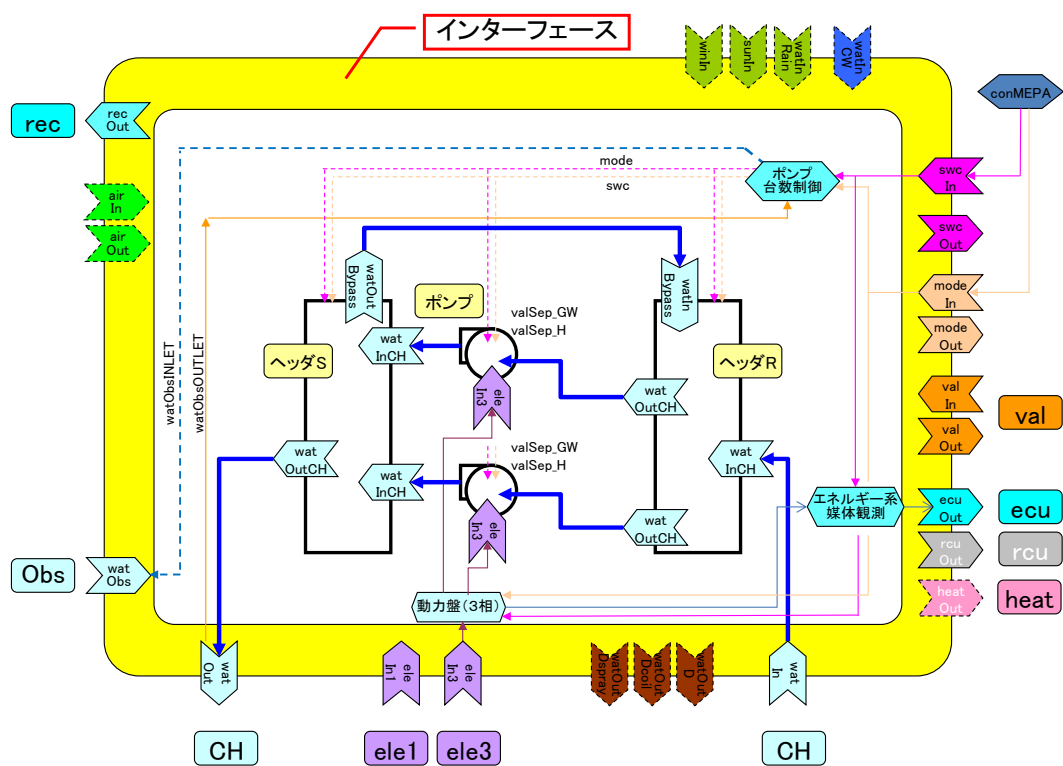 インターフェース
winIn
sunIn
watIn
Rain
watIn
CW
conMEPA
rec
rec
Out
air
In
air
Out
mode
swc
ポンプ
台数制御
swc
In
swc
Out
mode
In
mode
Out
watOut
Bypass
watIn
Bypass
ポンプ
valSep_GW
valSep_H
wat
InCH
ヘッダS
ヘッダR
ele
In3
wat
OutCH
val
In
val
Out
val
watObsINLET
watObsOUTLET
wat
OutCH
wat
InCH
valSep_GW
valSep_H
wat
InCH
ele
In3
wat
OutCH
エネルギー系
媒体観測
ecu
Out
ecu
rcu
Out
rcu
heat
Out
heat
Obs
wat
Obs
動力盤(3相)
wat
Out
ele
In1
ele
In3
watOut
Dspray
watOut
Dcoil
watOut
D
wat
In
CH
ele1
ele3
CH